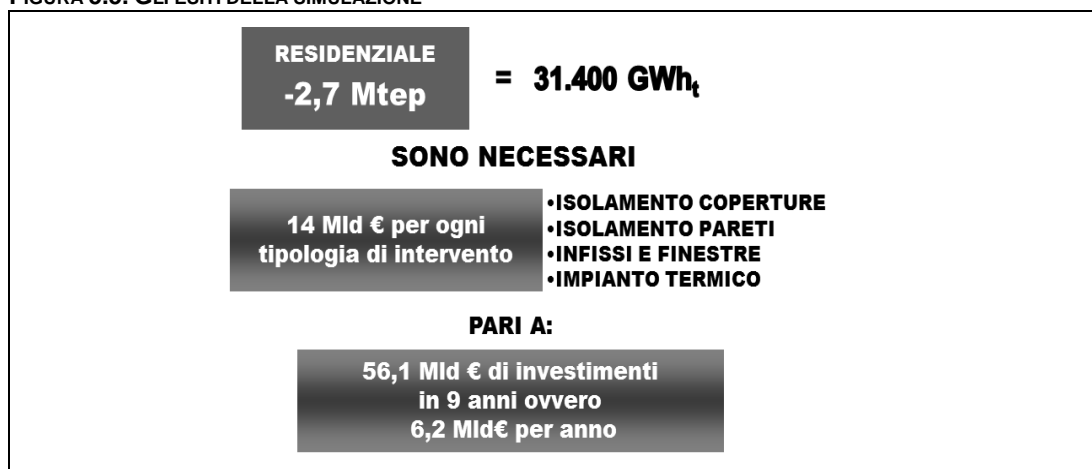 RESIDENZIALE
-2,7 Mtep
= 31.400 GWht
SONO NECESSARI
14 Mld € per ogni
tipologia di intervento
•ISOLAMENTO COPERTURE
•ISOLAMENTO PARETI
•INFISSI E FINESTRE
•IMPIANTO TERMICO
PARI A:
56,1 Mld € di investimenti
in 9 anni ovvero
6,2 Mld€ per anno